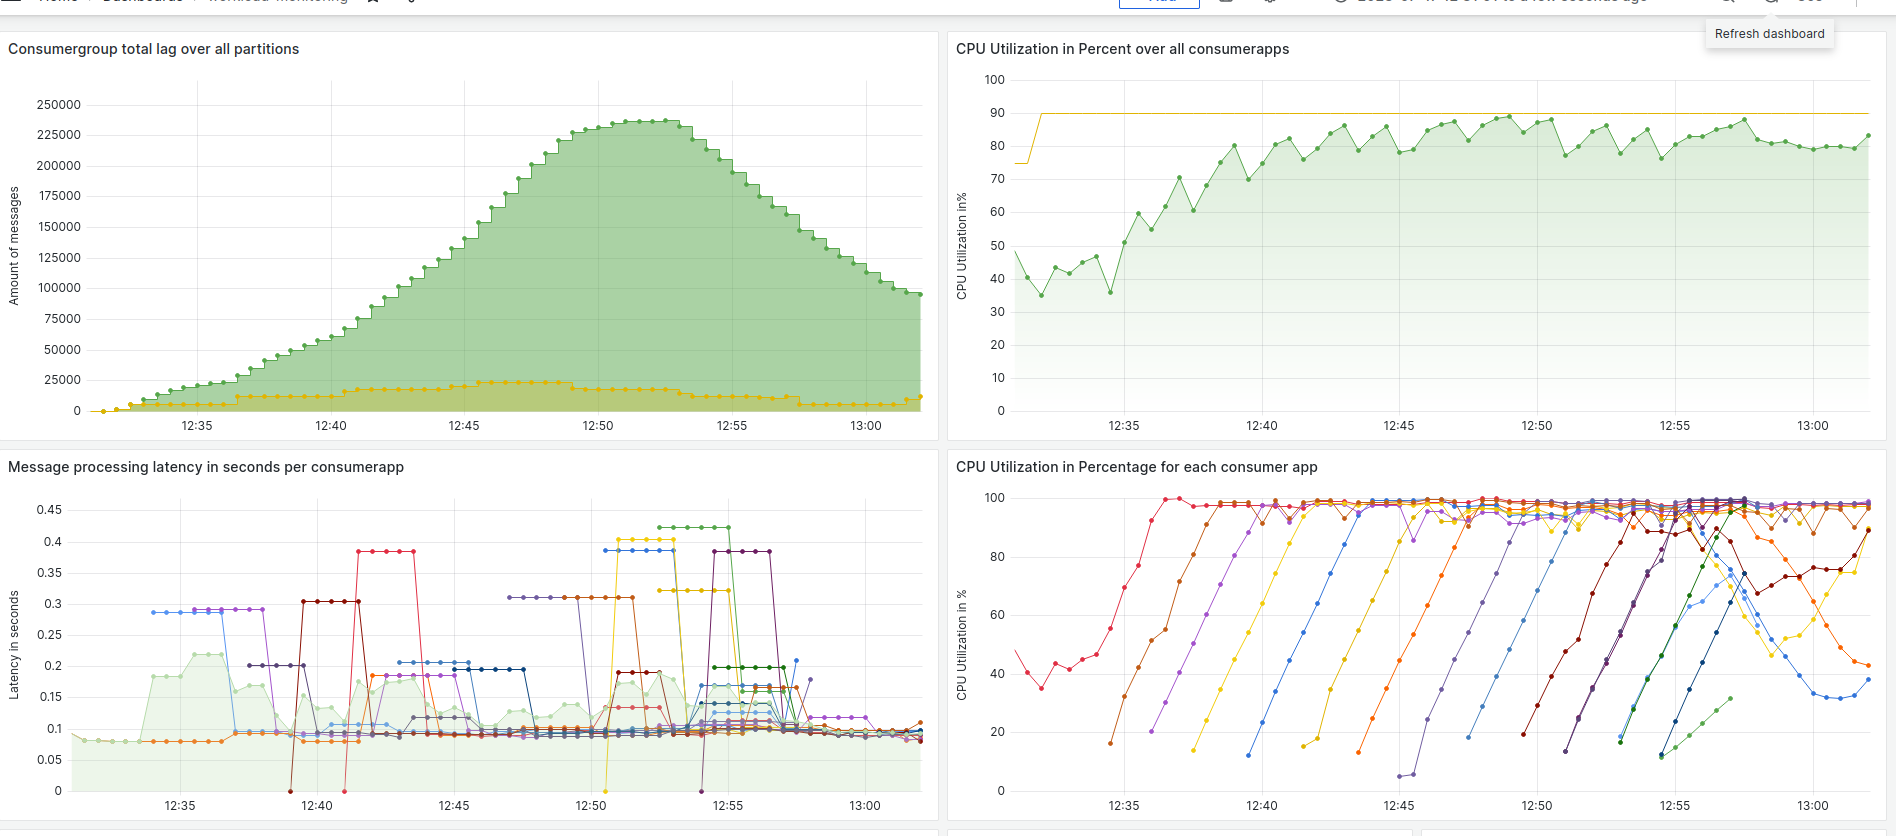 Home
Dashboards
workload-monitoring
Add
Refresh dashboard
Consumergroup total lag over all partitions
Amount of messages
250000
225000
200000
175000
150000
125000
100000
75000
50000
25000
0
12:35 12:40 12:45 12:50 12:55 13:00
CPU Utilization in Percent over all consumerapps
CPU Utilization in%
100
90
80
70
60
50
40
30
20
10
0
12:35 12:40 12:45 12:50 12:55 13:00
Message processing latency in seconds per consumerapp
Latency in seconds
0.45
0.4
0.35
0.3
0.25
0.2
0.15
0.1
0.05
0
12:35 12:40 12:45 12:50 12:55 13:00
CPU Utilization in Percentage for each consumer app
CPU Utilization in %
100
80
60
40
20
0
12:35 12:40 12:45 12:50 12:55 13:00